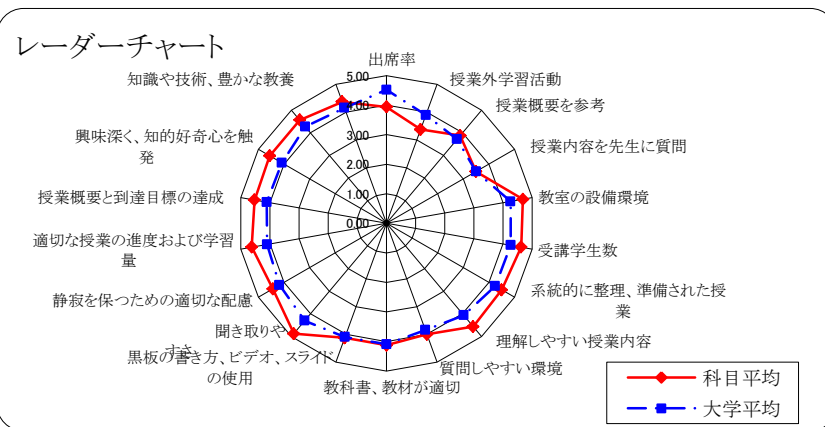 レーダーチャート
出席率
授業外学習活動
授業概要を参考
授業内容を先生に質問
教室の設備環境
受講学生数
系統的に整理、準備された授
業
理解しやすい授業内容
質問しやすい環境
教科書、教材が適切
黒板の書き方、ビデオ、スライド
の使用
聞き取りや
すさ
静寂を保つための適切な配慮
適切な授業の進度および学習
量
授業概要と到達目標の達成
興味深く、知的好奇心を触
発
知識や技術、豊かな教養
5.00
4.00
3.00
2.00
1.00
0.00
科目平均
大学平均